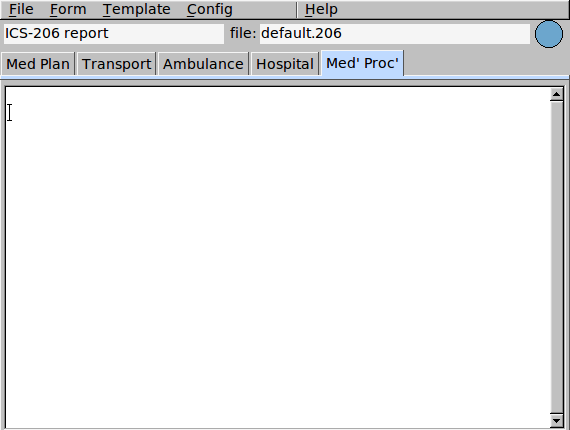 File Form Template Config Help
ICS-206 report file: default.206
Med Plan Transport Ambulance Hospital Med' Proc'